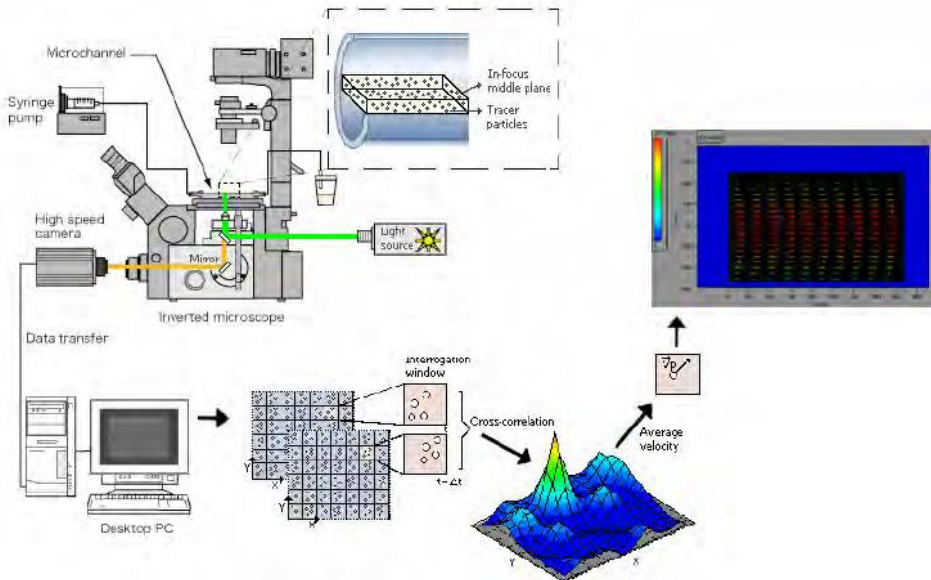 Microchannel
Syringe
pump
In-focus
middle plane
Tracer
particles
High speed
camera
Light
source
Mirror
Inverted microscope
Data transfer
Interrogation
window
Cross-correlation
Average
velocity
Y
X
Y
X
Desktop PC
Y
X